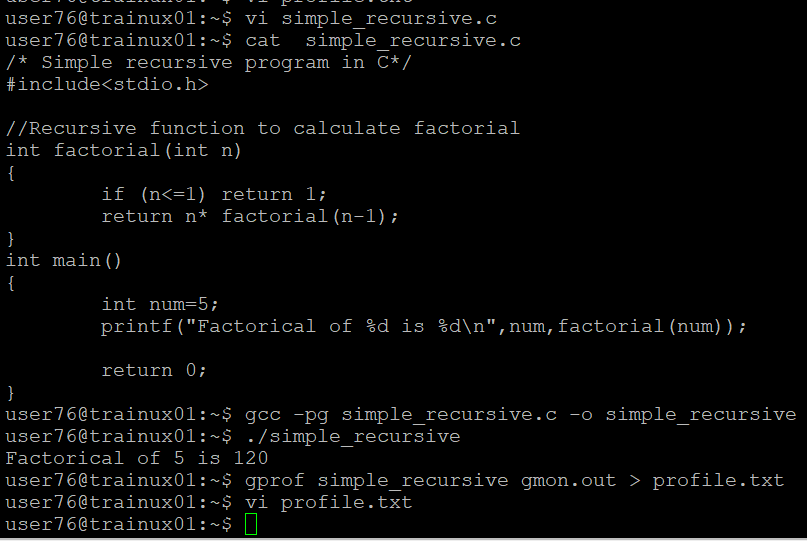 user76@trainux01:~$ vi simple_recursive.c
user76@trainux01:~$ cat  simple_recursive.c
/* Simple recursive program in C*/
#include<stdio.h>

//Recursive function to calculate factorial
int factorial(int n)
{
        if (n<=1) return 1;
        return n* factorial(n-1);
}
int main()
{
        int num=5;
        printf("Factorical of %d is %d\n",num,factorial(num));

        return 0;
}
user76@trainux01:~$ gcc -pg simple_recursive.c -o simple_recursive
user76@trainux01:~$ ./simple_recursive
Factorical of 5 is 120
user76@trainux01:~$ gprof simple_recursive gmon.out > profile.txt
user76@trainux01:~$ vi profile.txt
user76@trainux01:~$